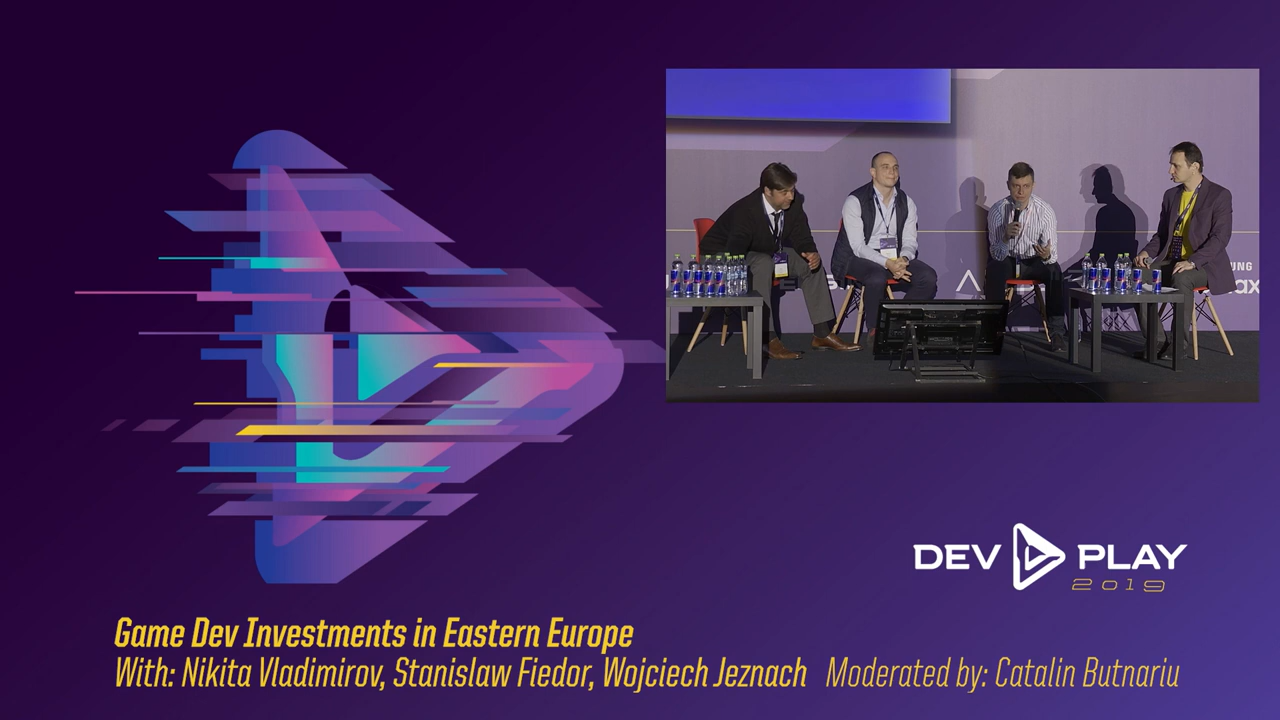 DEV PLAY
2019
Game Dev Investments in Eastern Europe
With: Nikita Vladimirov, Stanislaw Fiedor, Wojciech Jeznach Moderated by: Catalin Butnariu